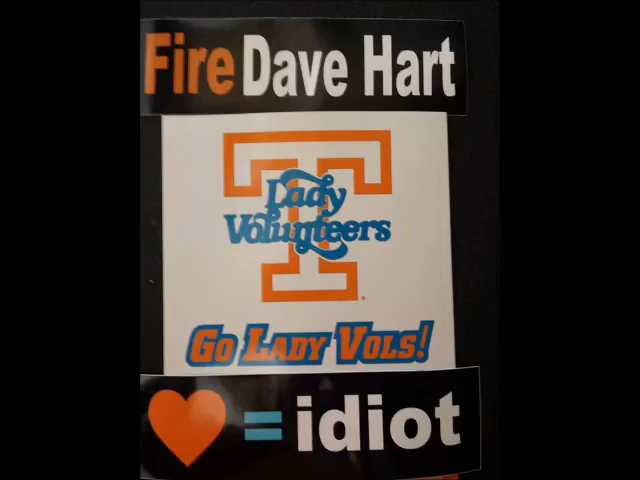 Fire Dave Hart
Lady
Volunteers
GO LADY VOLS!
= idiot